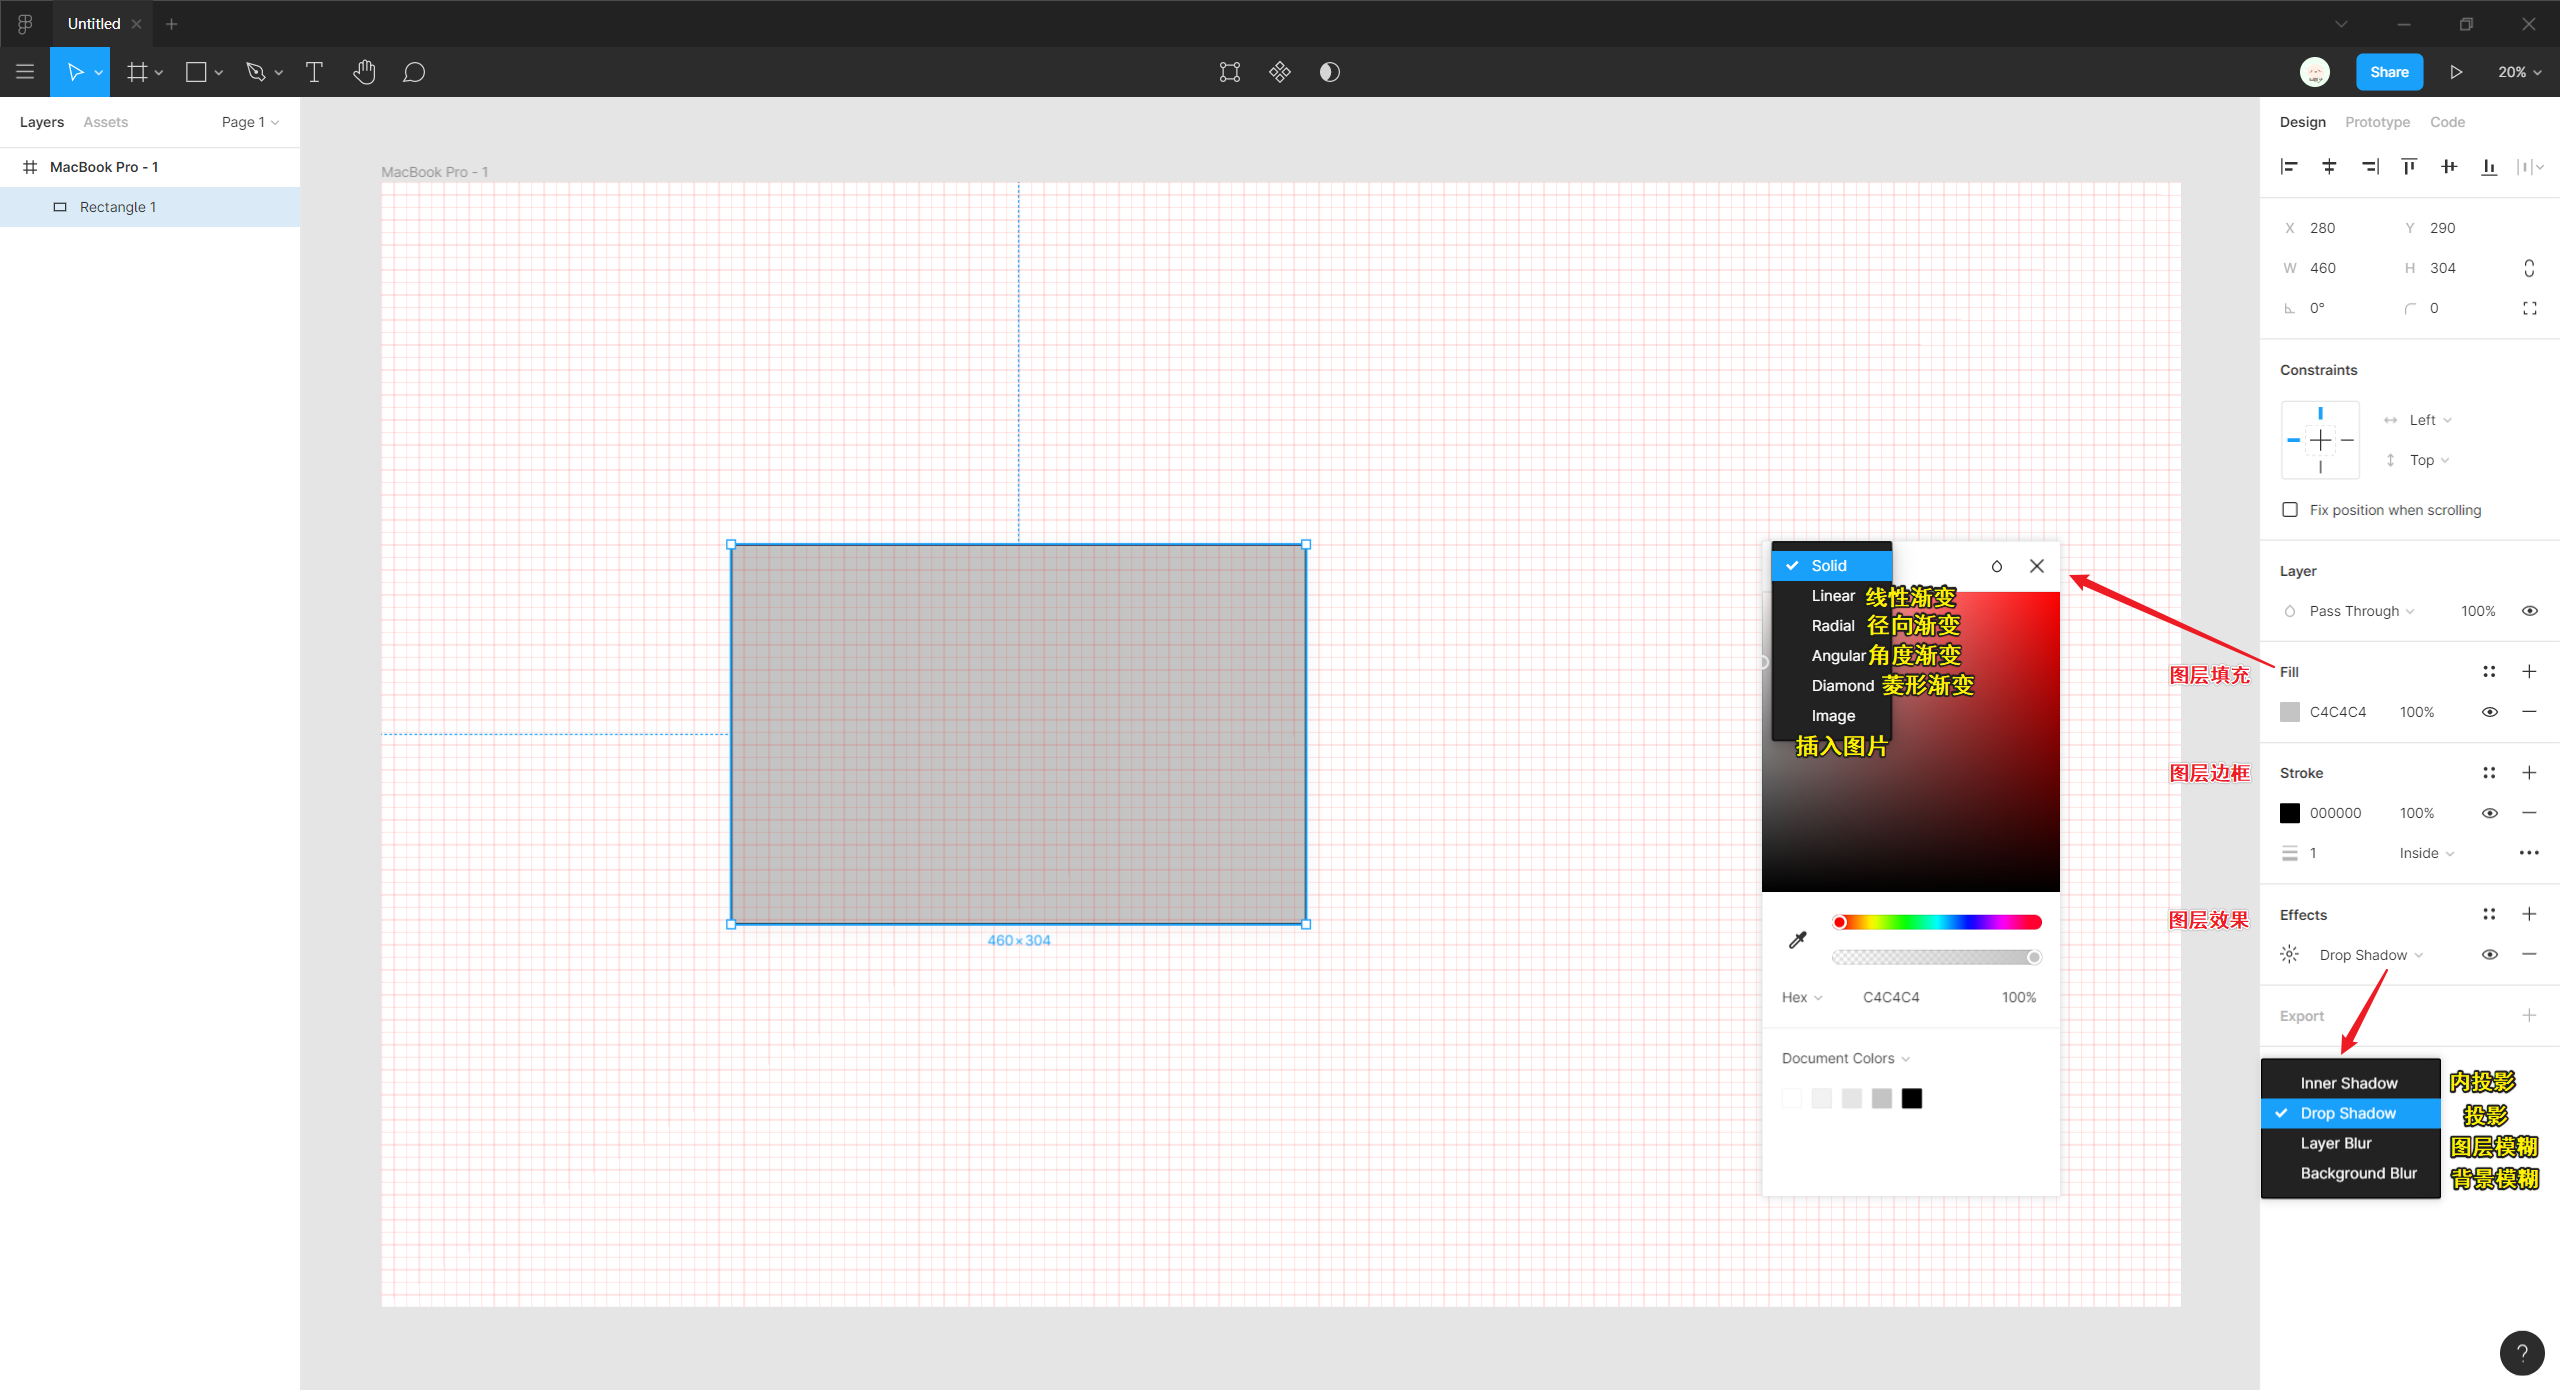 Untitled
Share
20%
Layers Assets Page 1
MacBook Pro - 1
Rectangle 1
MacBook Pro - 1
460×304
Solid
Linear 线性渐变
Radial 径向渐变
Angular 角度渐变
Diamond 菱形渐变
Image
插入图片
Hex C4C4C4 100%
Document Colors
Design Prototype Code
X 280 Y 290
W 460 H 304
0° 0
Constraints
Left
Top
Fix position when scrolling
Layer
Pass Through 100%
图层填充 Fill
C4C4C4 100%
图层边框 Stroke
000000 100%
1 Inside
图层效果 Effects
Drop Shadow
Export
Inner Shadow 内投影
Drop Shadow 投影
Layer Blur 图层模糊
Background Blur 背景模糊
?